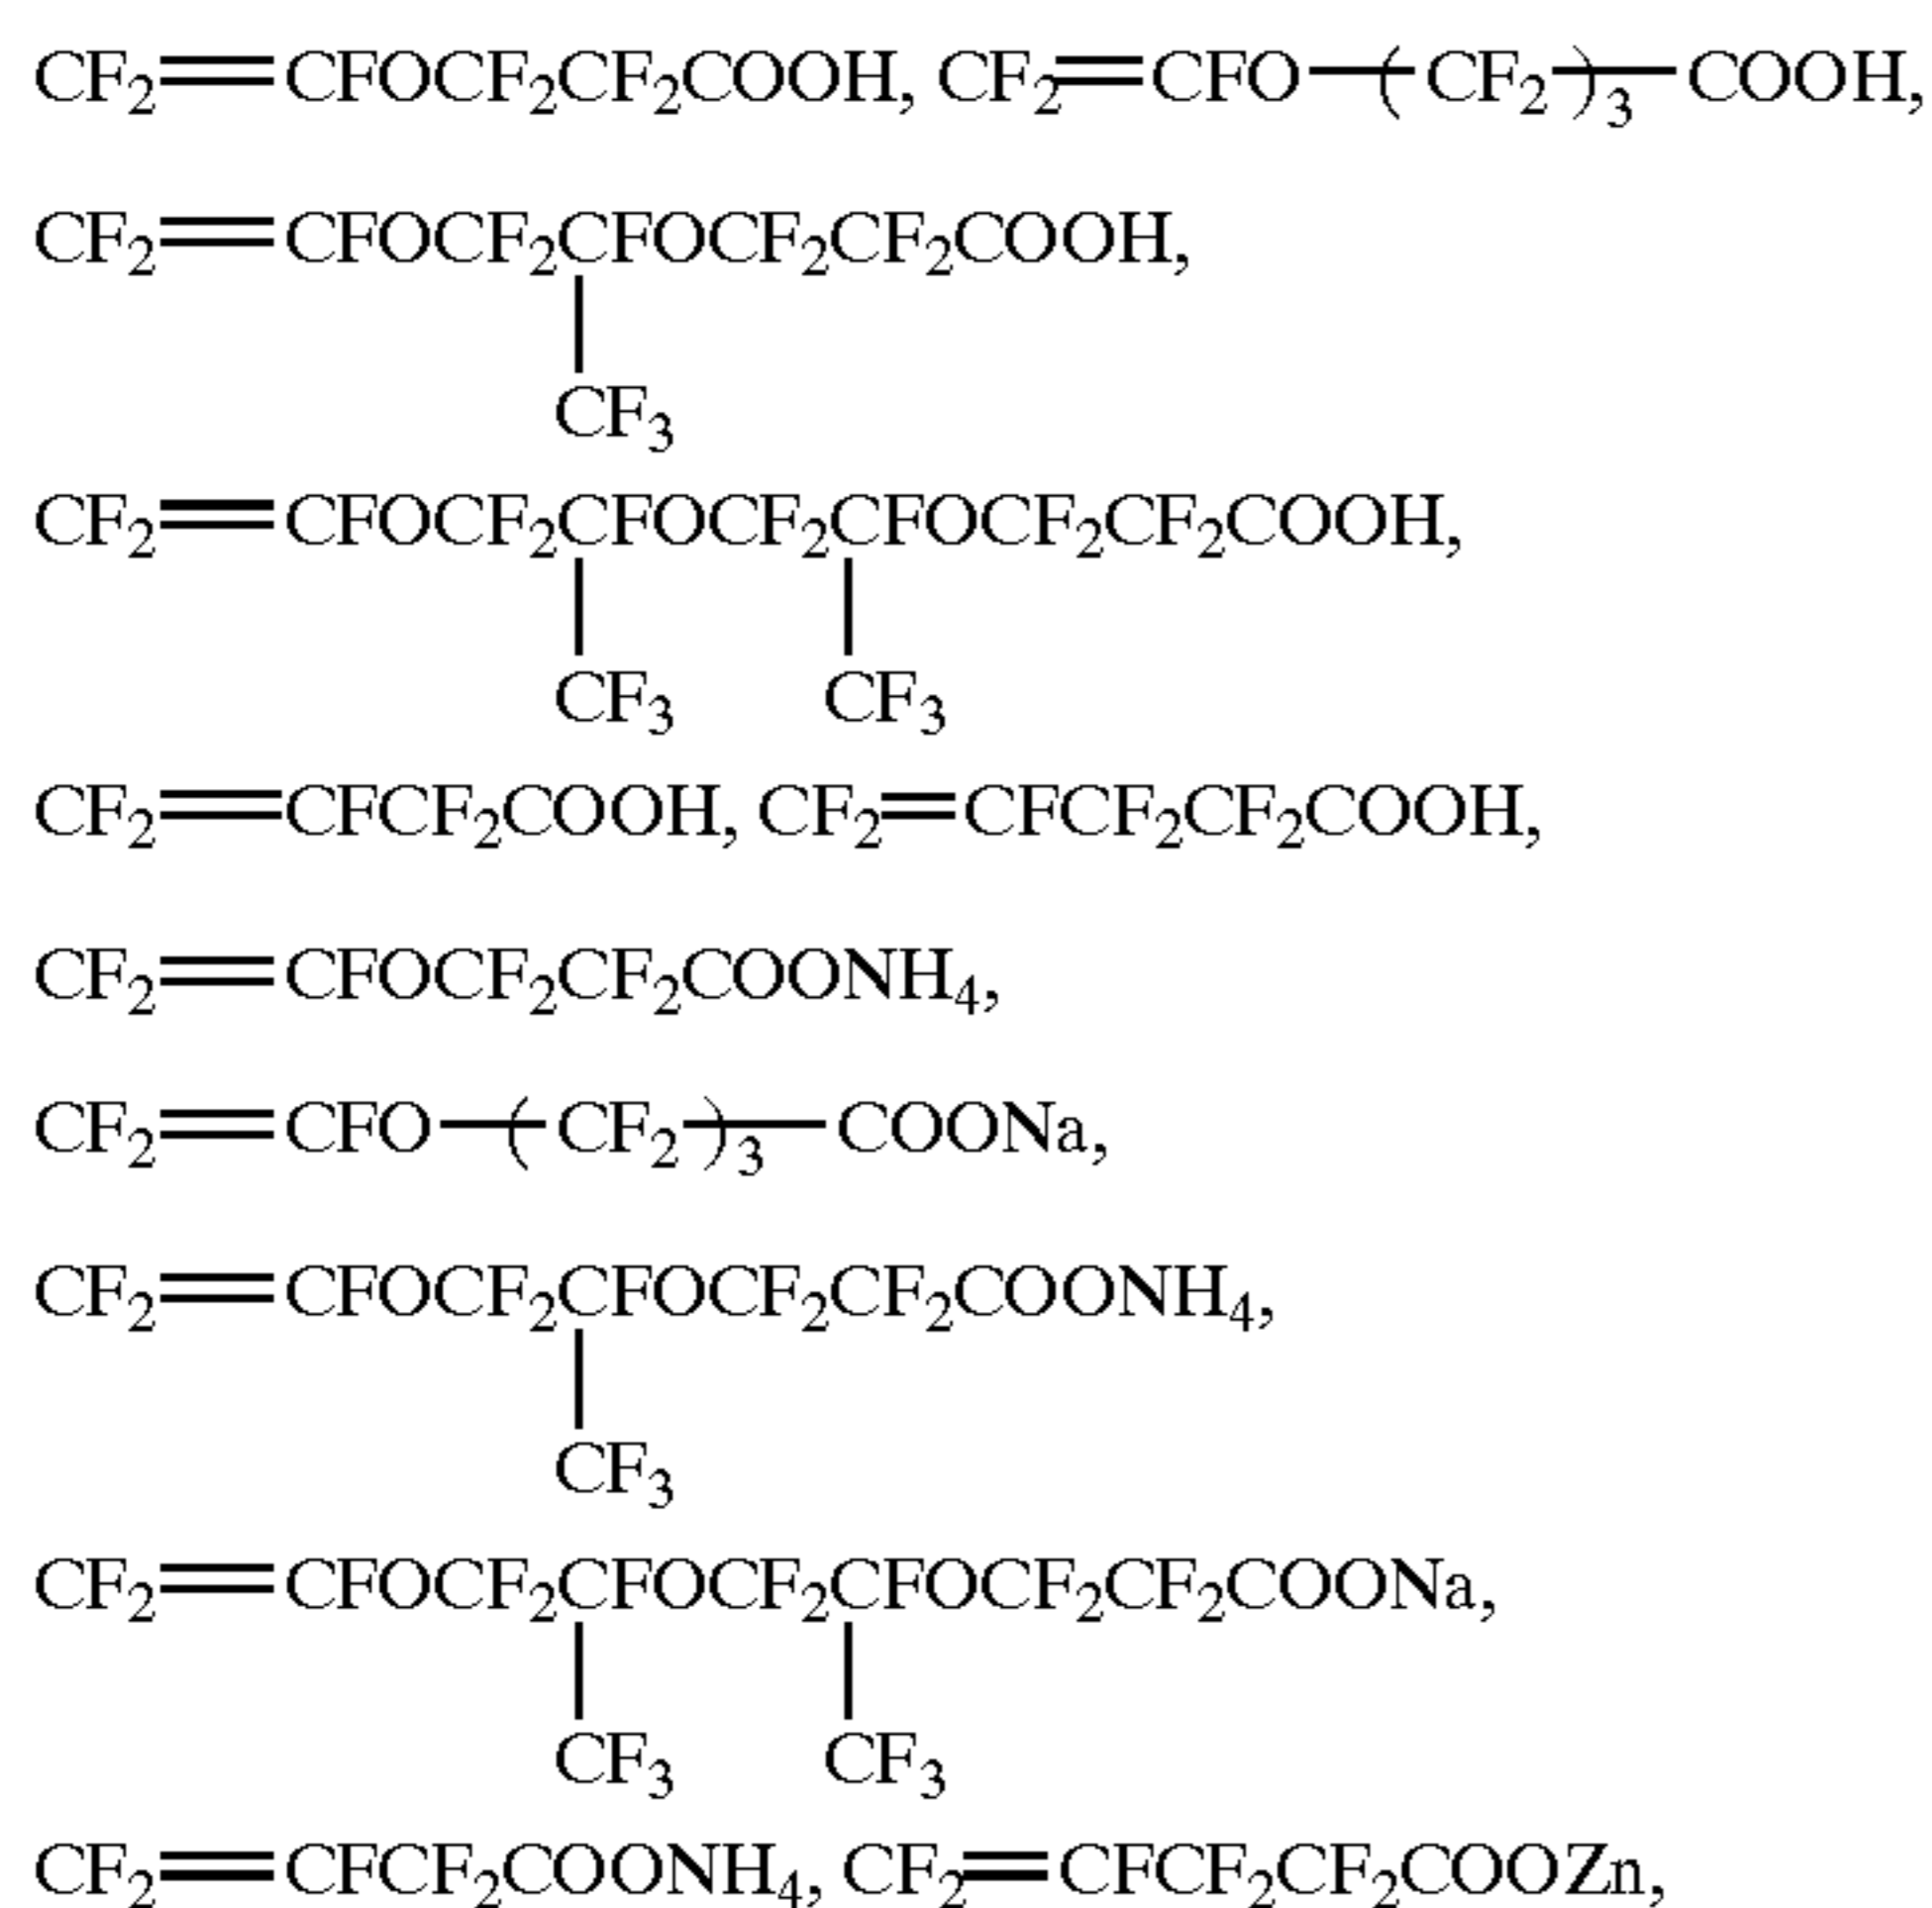 CF₂=CFOCF₂CF₂COOH, CF₂=CFO—(CF₂)₃—COOH,
CF₂=CFOCF₂CFOCF₂CF₂COOH,
CF₃
CF₂=CFOCF₂CFOCF₂CFOCF₂CF₂COOH,
CF₃ CF₃
CF₂=CFCF₂COOH, CF₂=CFCF₂CF₂COOH,
CF₂=CFOCF₂CF₂COONH₄,
CF₂=CFO—(CF₂)₃—COONa,
CF₂=CFOCF₂CFOCF₂CF₂COONH₄,
CF₃
CF₂=CFOCF₂CFOCF₂CFOCF₂CF₂COONa,
CF₃ CF₃
CF₂=CFCF₂COONH₄, CF₂=CFCF₂CF₂COOZn,